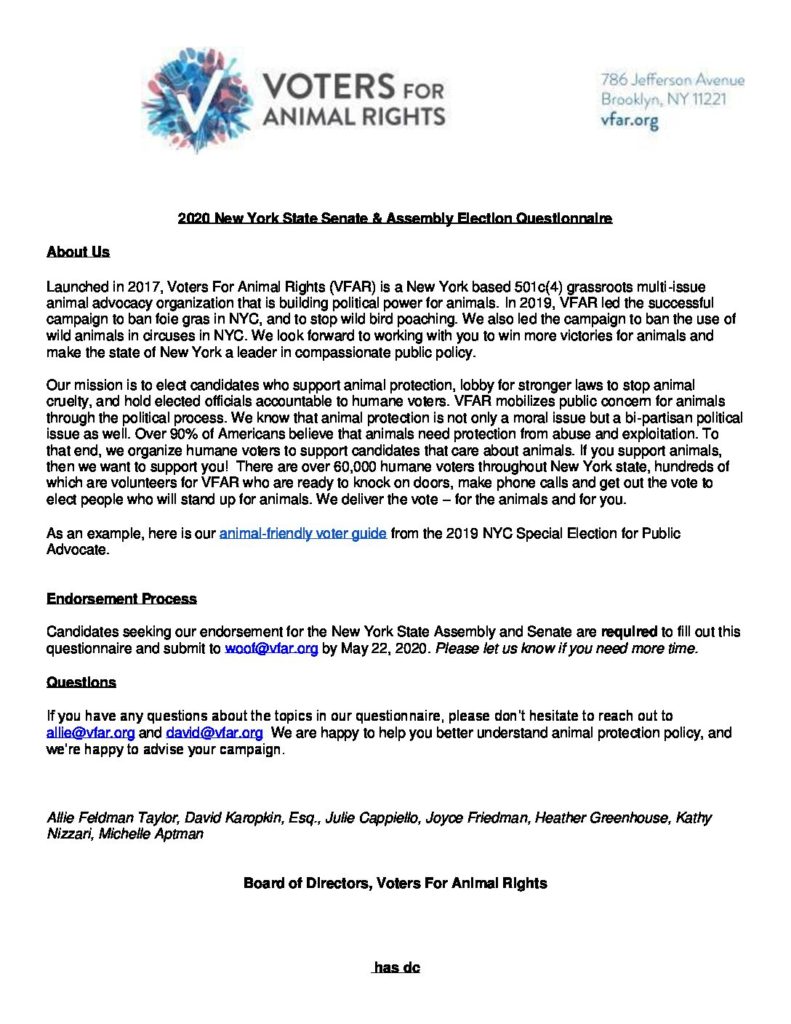 VOTERS FOR
ANIMAL RIGHTS
786 Jefferson Avenue
Brooklyn, NY 11221
vfar.org
2020 New York State Senate & Assembly Election Questionnaire
About Us
Launched in 2017, Voters For Animal Rights (VFAR) is a New York based 501c(4) grassroots multi-issue
animal advocacy organization that is building political power for animals. In 2019, VFAR led the successful
campaign to ban foie gras in NYC, and to stop wild bird poaching. We also led the campaign to ban the use of
wild animals in circuses in NYC. We look forward to working with you to win more victories for animals and
make the state of New York a leader in compassionate public policy.
Our mission is to elect candidates who support animal protection, lobby for stronger laws to stop animal
cruelty, and hold elected officials accountable to humane voters. VFAR mobilizes public concern for animals
through the political process. We know that animal protection is not only a moral issue but a bi-partisan political
issue as well. Over 90% of Americans believe that animals need protection from abuse and exploitation. To
that end, we organize humane voters to support candidates that care about animals. If you support animals,
then we want to support you! There are over 60,000 humane voters throughout New York state, hundreds of
which are volunteers for VFAR who are ready to knock on doors, make phone calls and get out the vote to
elect people who will stand up for animals. We deliver the vote – for the animals and for you.
As an example, here is our animal-friendly voter guide from the 2019 NYC Special Election for Public
Advocate.
Endorsement Process
Candidates seeking our endorsement for the New York State Assembly and Senate are required to fill out this
questionnaire and submit to woof@vfar.org by May 22, 2020. Please let us know if you need more time.
Questions
If you have any questions about the topics in our questionnaire, please don't hesitate to reach out to
allie@vfar.org and david@vfar.org We are happy to help you better understand animal protection policy, and
we're happy to advise your campaign.
Allie Feldman Taylor, David Karopkin, Esq., Julie Cappiello, Joyce Friedman, Heather Greenhouse, Kathy
Nizzari, Michelle Aptman
Board of Directors, Voters For Animal Rights
has dc